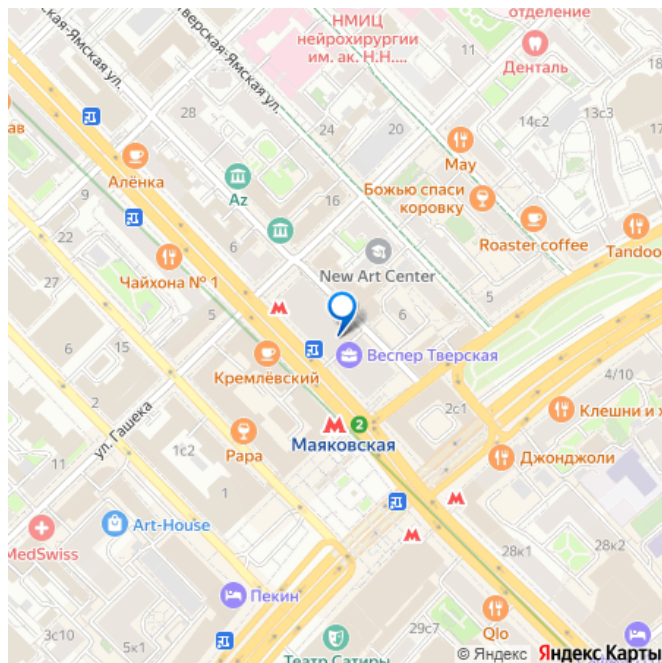 отделение
НМИЦ
нейрохирургии
им. ак. Н.Н....
ская-Ямская ул.
Тверская-Ямская ул.
11
Денталь
13с3
14с2
28
24
20
Алёнка
ав
May
11
Az
16
Божью спаси
коровку
9
6
Roaster coffee
Tandoo
22
New Art Center
Чайхона № 1
27
5
5
6
Веспер Тверская
6
15
Кремлёвский
4/10
2
2с1
Клешни и х
ул. Гашека
2
Маяковская
Papa
1с2
Джонджоли
11
1
Art-House
MedSwiss
28к1
28к2
Пекин
3с10
5к1
29с7
Qlo
Театр Сатиры
© Яндекс Яндекс Карты